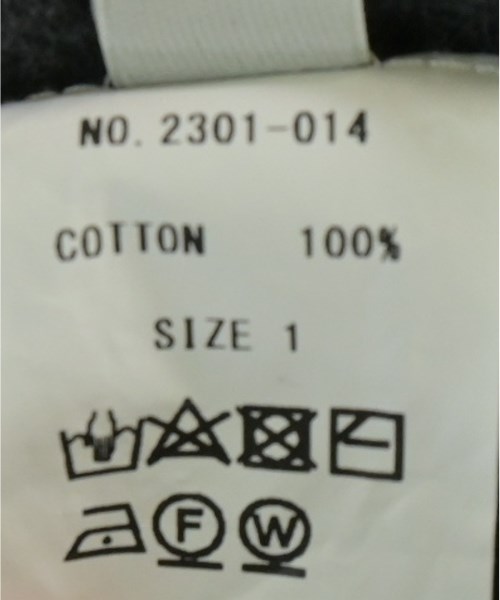 NO. 2301-014
COTTON 100%
SIZE 1
F W